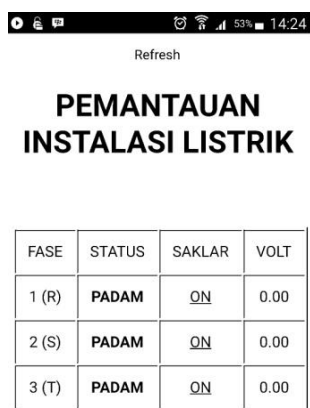 53% 14:24
Refresh
PEMANTAUAN
INSTALASI LISTRIK
FASE STATUS SAKLAR VOLT
1 (R) PADAM ON 0.00
2 (S) PADAM ON 0.00
3 (T) PADAM ON 0.00